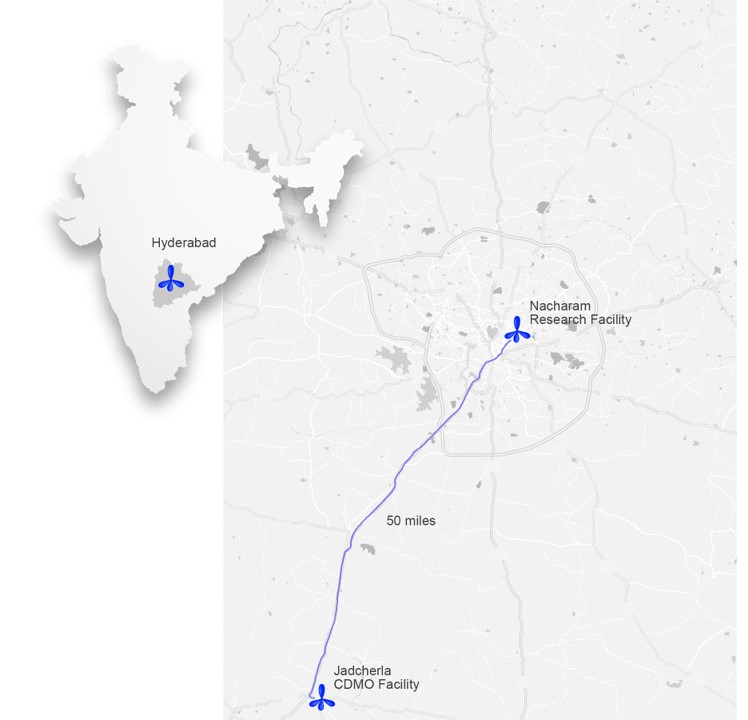 Hyderabad
Nacharam
Research Facility
50 miles
Jadcherla
CDMO Facility